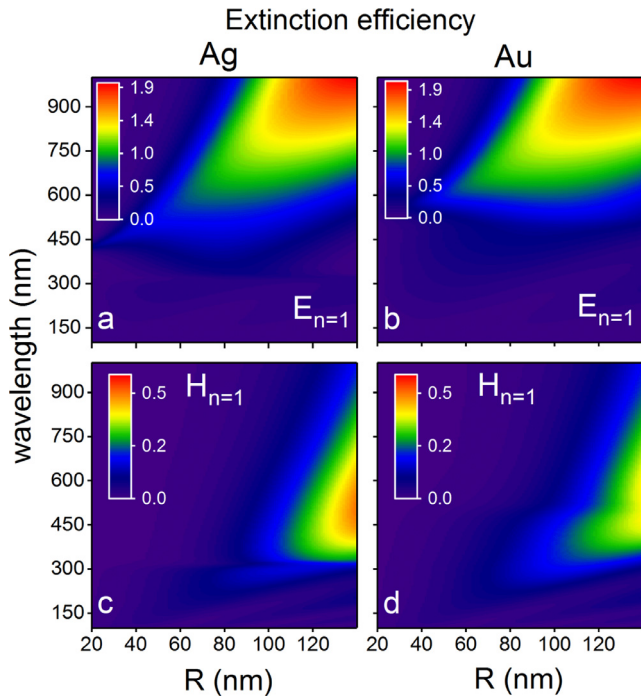 Extinction efficiency
Ag
Au
wavelength (nm)
900
750
600
450
300
150
1.9
1.4
1.0
0.5
0.0
a
E_{n=1}
1.9
1.4
1.0
0.5
0.0
b
E_{n=1}
900
750
600
450
300
150
H_{n=1}
0.5
0.2
0.0
c
H_{n=1}
0.5
0.2
0.0
d
20 40 60 80 100 120
20 40 60 80 100 120
R (nm)
R (nm)